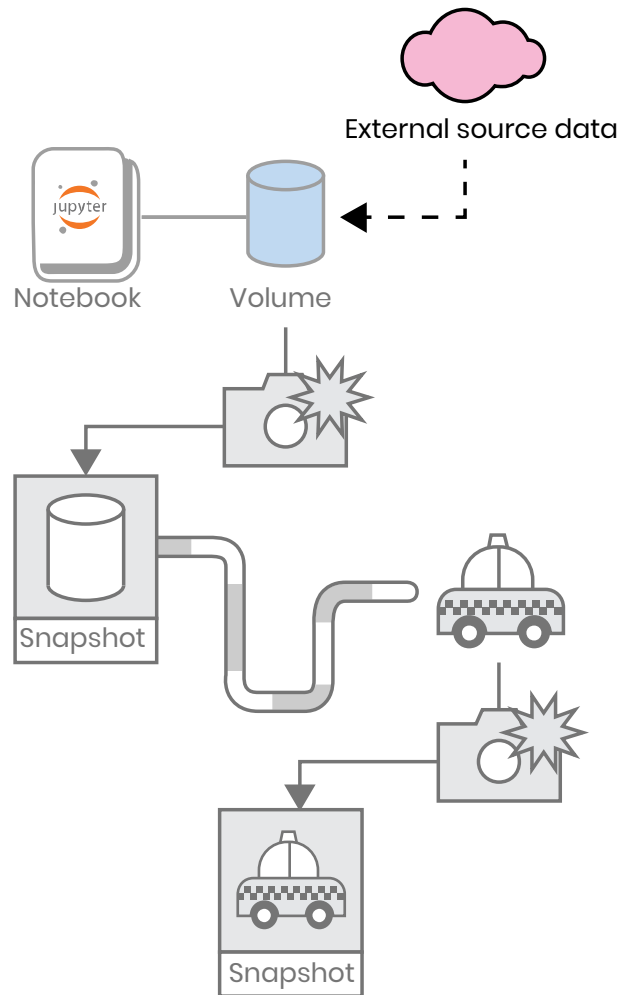 External source data
jupyter
Notebook
Volume
Snapshot
Snapshot